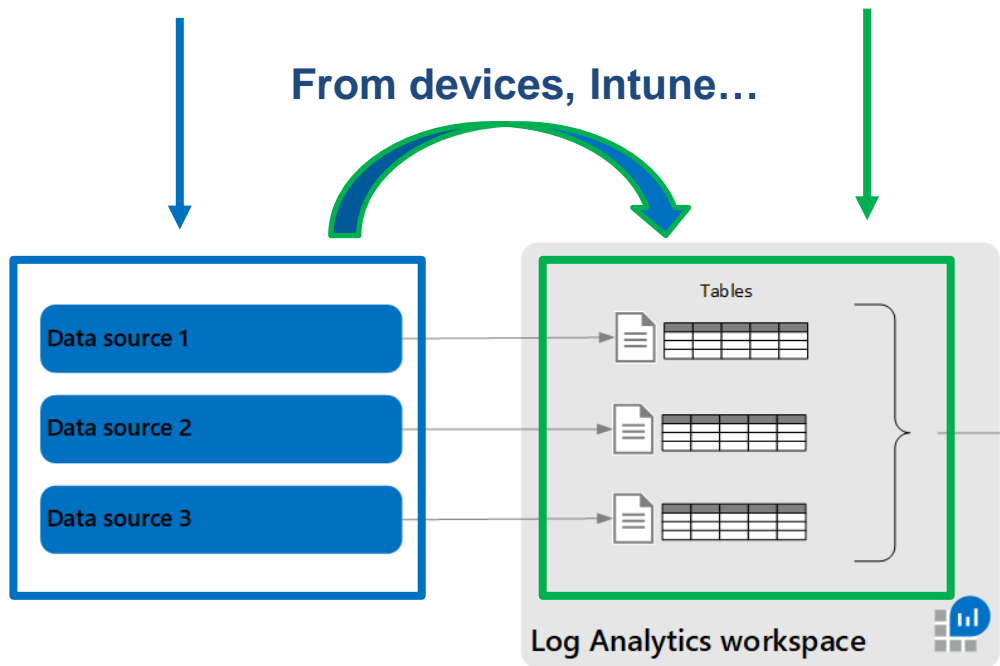 From devices, Intune…
Tables
Data source 1
Data source 2
Data source 3
Log Analytics workspace